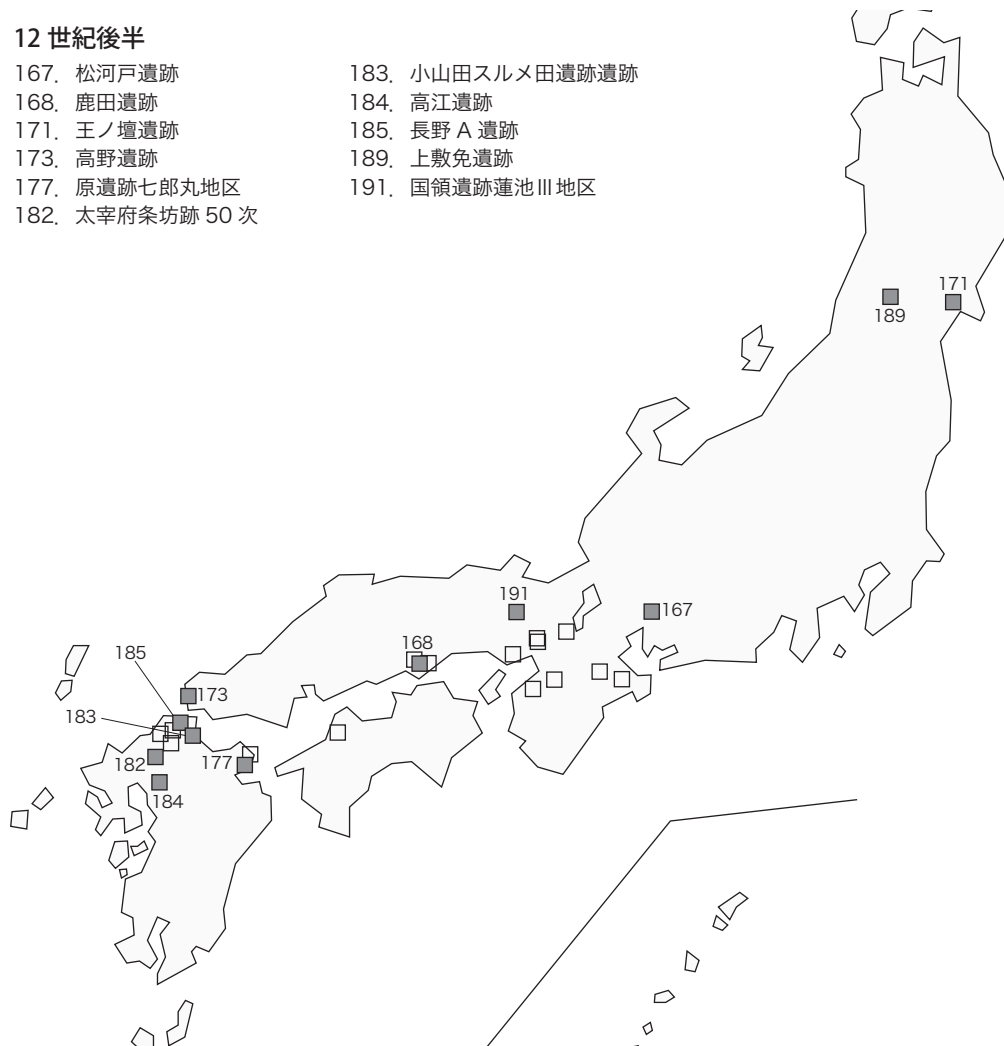 12 世紀後半
167．松河戸遺跡
168．鹿田遺跡
171．王ノ壇遺跡
173．高野遺跡
177．原遺跡七郎丸地区
182．太宰府条坊跡 50 次
183．小山田スルメ田遺跡遺跡
184．高江遺跡
185．長野 A 遺跡
189．上敷免遺跡
191．国領遺跡蓮池Ⅲ地区
171
189
191
167
168
185
173
183
182
177
184